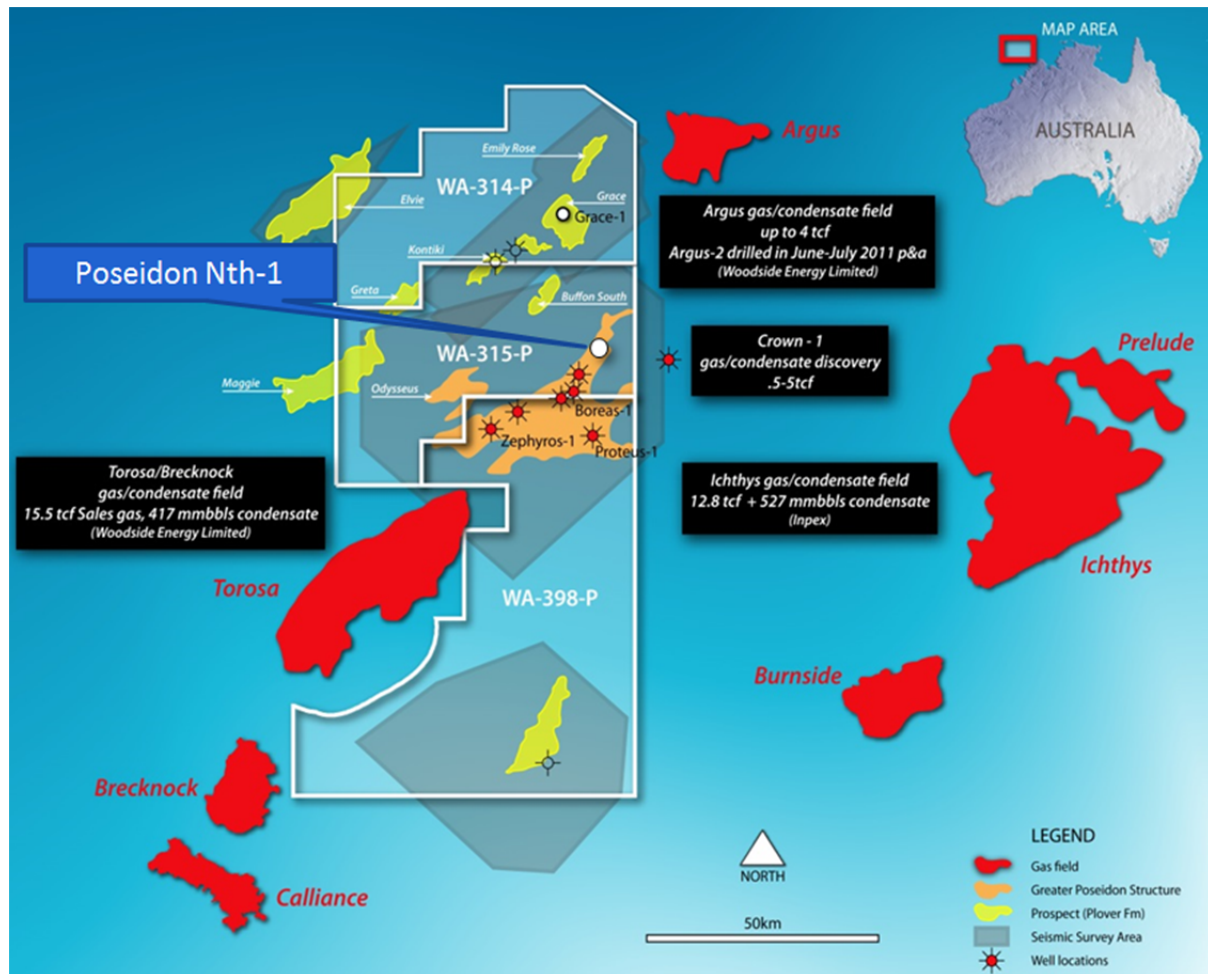 MAP AREA
AUSTRALIA
Argus
Emily Rose
WA-314-P
Elvie
Grace
Grace-1
Kontiki
Argus gas/condensate field
up to 4 tcf
Argus-2 drilled in June-July 2011 p&a
(Woodside Energy Limited)
Poseidon Nth-1
Greta
Buffon South
WA-315-P
Maggie
Odysseus
Crown - 1
gas/condensate discovery
.5-5tcf
Prelude
Boreas-1
Zephyros-1
Proteus-1
Torosa/Brecknock
gas/condensate field
15.5 tcf Sales gas, 417 mmbbls condensate
(Woodside Energy Limited)
Ichthys gas/condensate field
12.8 tcf + 527 mmbbls condensate
(Inpex)
Ichthys
Torosa
WA-398-P
Burnside
Brecknock
Calliance
NORTH
50km
LEGEND
Gas field
Greater Poseidon Structure
Prospect (Plover Fm)
Seismic Survey Area
Well locations